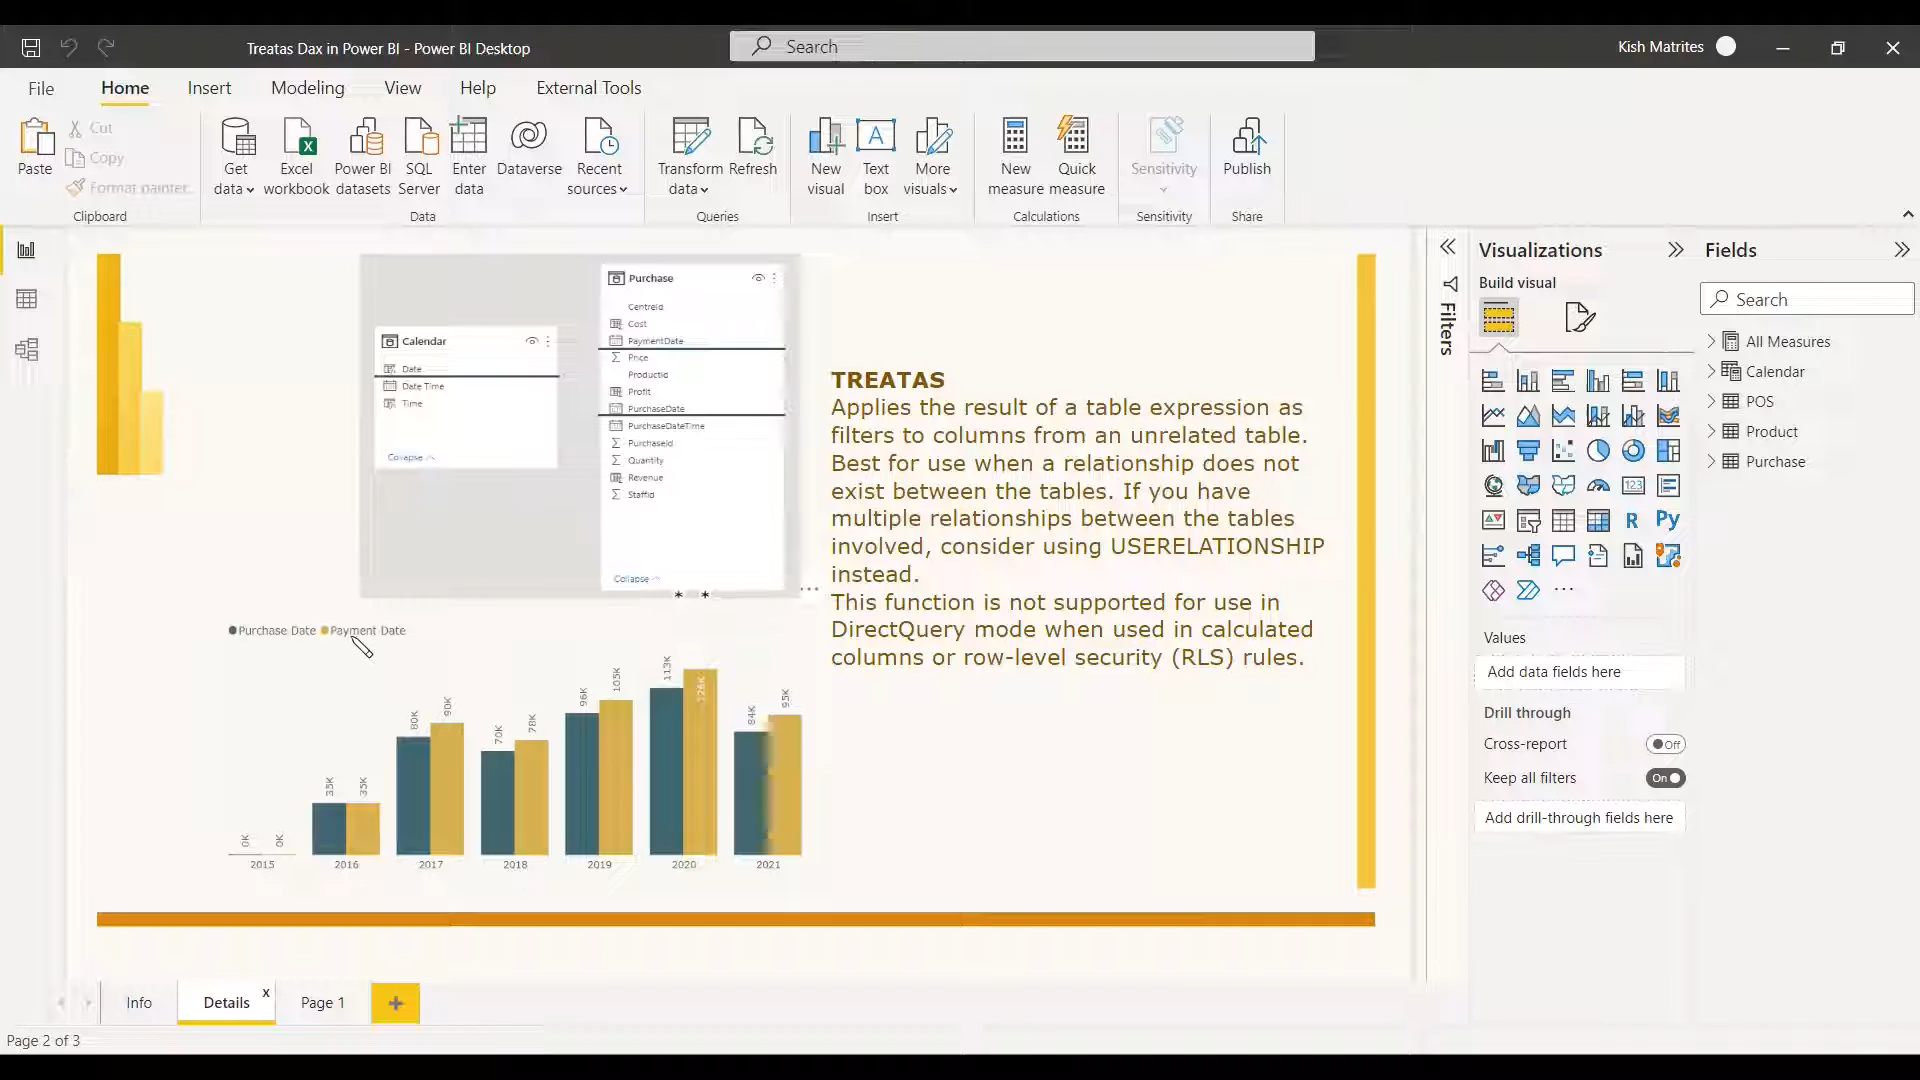 Treatas Dax in Power BI - Power BI Desktop
Search
Kish Matrites
File Home Insert Modeling View Help External Tools
Paste
Cut
Copy
Format painter
Clipboard
Get data
Excel workbook
Power BI datasets
SQL Server
Enter data
Dataverse
Recent sources
Data
Transform data
Refresh
Queries
New visual
Text box
More visuals
Insert
New measure
Quick measure
Calculations
Sensitivity
Sensitivity
Publish
Share
Calendar
Date
Date Time
Time
Collapse
Purchase
CentreId
Cost
PaymentDate
Price
ProductId
Profit
PurchaseDate
PurchaseDateTime
PurchaseId
Quantity
Revenue
StaffId
Collapse
TREATAS
Applies the result of a table expression as
filters to columns from an unrelated table.
Best for use when a relationship does not
exist between the tables. If you have
multiple relationships between the tables
involved, consider using USERELATIONSHIP
instead.
This function is not supported for use in
DirectQuery mode when used in calculated
columns or row-level security (RLS) rules.
* *
Purchase Date Payment Date
0K 0K 35K 35K 80K 90K 70K 78K 96K 105K 113K 126K 84K 95K
2015 2016 2017 2018 2019 2020 2021
Filters
Visualizations
Build visual
123
R
Py
Values
Add data fields here
Drill through
Cross-report Off
Keep all filters On
Add drill-through fields here
Fields
Search
All Measures
Calendar
POS
Product
Purchase
Info Details x Page 1 +
Page 2 of 3